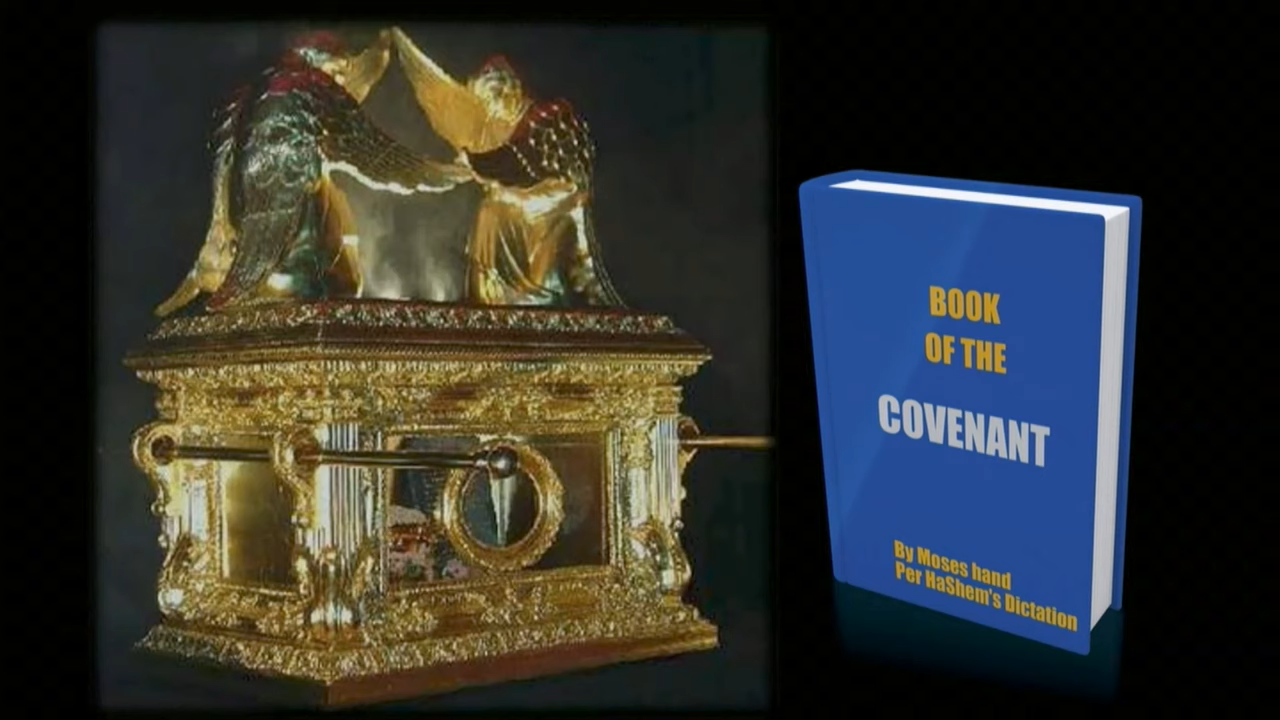 BOOK
OF THE
COVENANT
By Moses hand
Per HaShem's Dictation